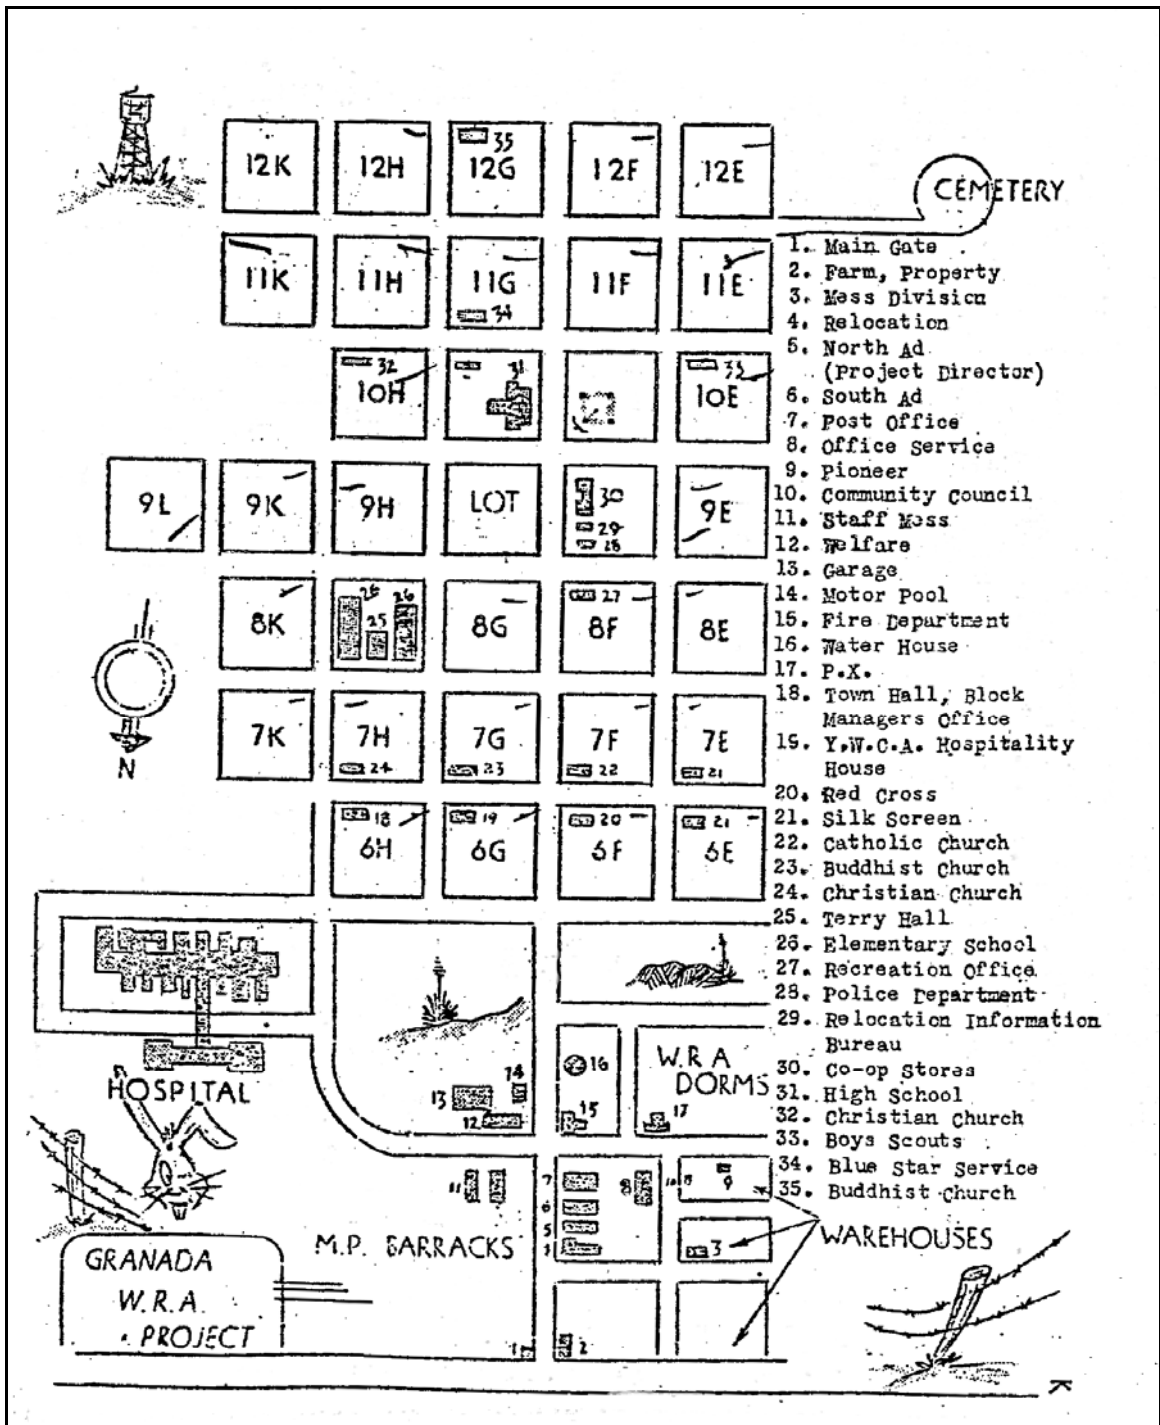 12K 12H 35 12G 12F 12E
CEMETERY
11K 11H 11G 34 11F 11E
32 10H 31 33 10E
9L 9K 9H LOT 30 29 28 9E
8K 26 25 26 8G 27 8F 8E
N
7K 7H 24 7G 23 7F 22 7E 21
18 6H 19 6G 20 6F 21 6E
1. Main Gate
2. Farm, Property
3. Mess Division
4. Relocation
5. North Ad
(Project Director)
6. South Ad
7. Post Office
8. Office Service
9. Pioneer
10. Community Council
11. Staff Mess
12. Welfare
13. Garage
14. Motor Pool
15. Fire Department
16. Water House
17. P.X.
18. Town Hall, Block
Managers Office
19. Y.W.C.A. Hospitality
House
20. Red Cross
21. Silk Screen
22. Catholic Church
23. Buddhist Church
24. Christian Church
25. Terry Hall
26. Elementary School
27. Recreation Office
28. Police Department
29. Relocation Information
Bureau
30. Co-op Stores
31. High School
32. Christian Church
33. Boys Scouts
34. Blue Star Service
35. Buddhist Church
HOSPITAL
13 14 12
16 15
W.R.A
DORMS
17
11 7 6 5 8 10 9
3
WAREHOUSES
M.P. BARRACKS
GRANADA
W.R.A.
PROJECT
1 2
K